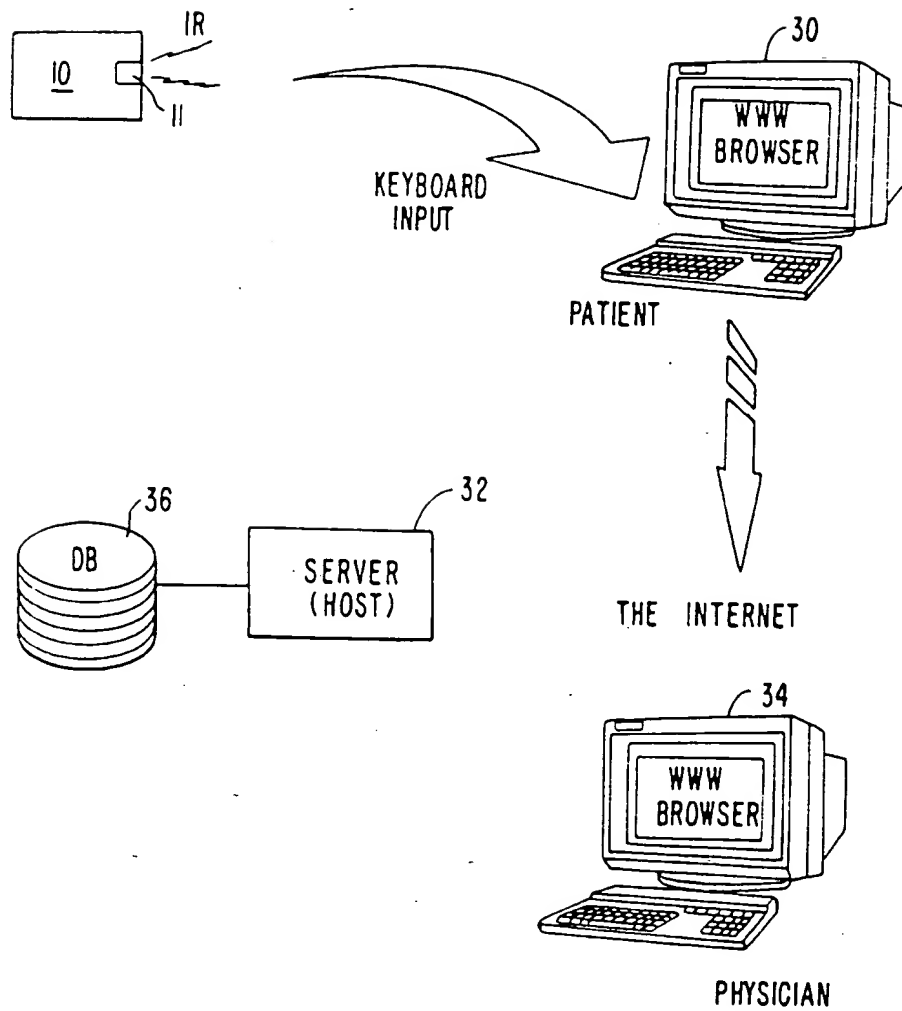 IR
10
11
30
WWW
BROWSER
KEYBOARD
INPUT
PATIENT
36
32
DB
SERVER
(HOST)
THE INTERNET
34
WWW
BROWSER
PHYSICIAN